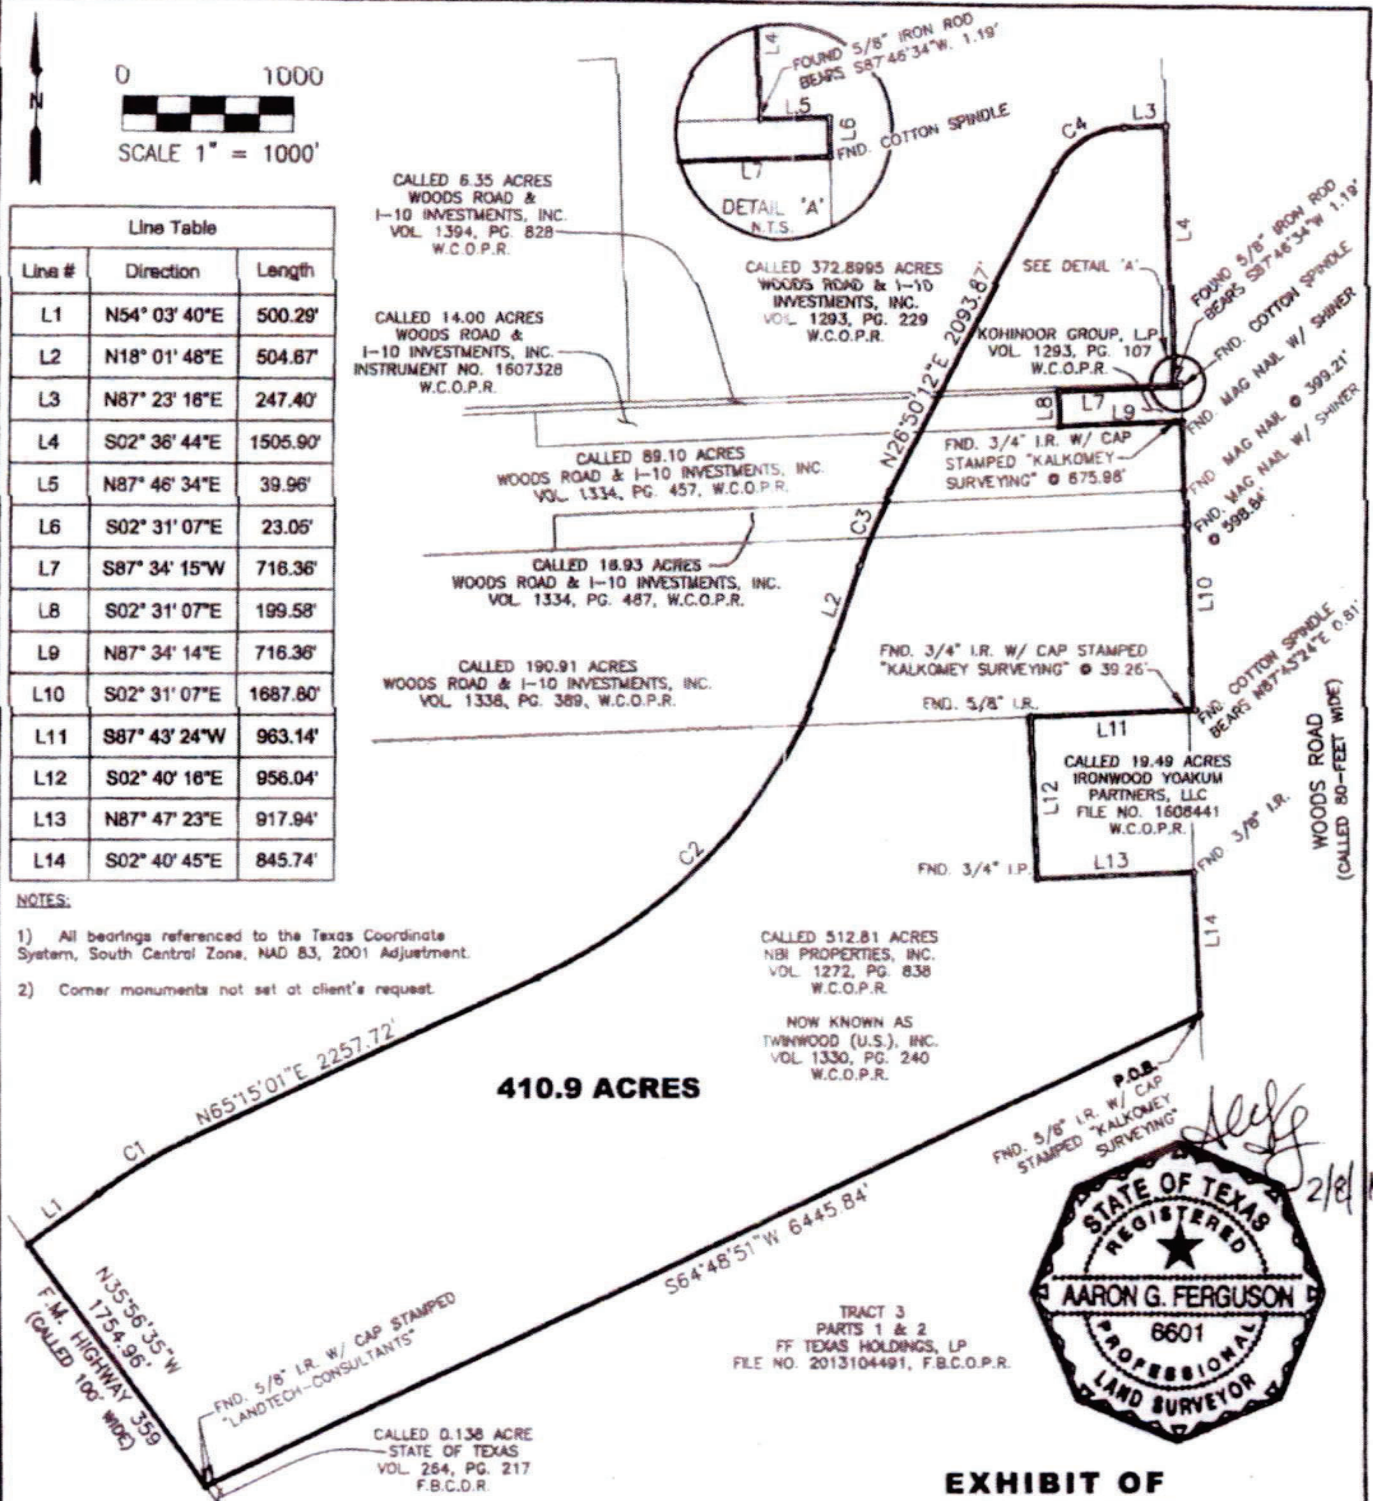 N
0 1000
SCALE 1" = 1000'
Line Table
Line # Direction Length
L1 N54° 03' 40"E 500.29'
L2 N18° 01' 48"E 504.67'
L3 N87° 23' 16"E 247.40'
L4 S02° 36' 44"E 1505.90'
L5 N87° 46' 34"E 39.96'
L6 S02° 31' 07"E 23.05'
L7 S87° 34' 15"W 716.36'
L8 S02° 31' 07"E 199.58'
L9 N87° 34' 14"E 716.36'
L10 S02° 31' 07"E 1687.80'
L11 S87° 43' 24"W 963.14'
L12 S02° 40' 16"E 956.04'
L13 N87° 47' 23"E 917.94'
L14 S02° 40' 45"E 845.74'
NOTES:
1) All bearings referenced to the Texas Coordinate
System, South Central Zone, NAD 83, 2001 Adjustment.
2) Corner monuments not set at client's request.
L4
FOUND 5/8" IRON ROD
BEARS S87°46'34"W. 1.19'
L5
L6
FND. COTTON SPINDLE
L7
DETAIL 'A'
N.T.S.
CALLED 6.35 ACRES
WOODS ROAD &
I-10 INVESTMENTS, INC.
VOL. 1394, PG. 828
W.C.O.P.R.
CALLED 14.00 ACRES
WOODS ROAD &
I-10 INVESTMENTS, INC.
INSTRUMENT NO. 1607328
W.C.O.P.R.
CALLED 372.8995 ACRES
WOODS ROAD & I-10
INVESTMENTS, INC.
VOL. 1293, PG. 229
W.C.O.P.R.
C4
L3
L4
SEE DETAIL 'A'
KOHINOOR GROUP, L.P.
VOL. 1293, PG. 107
W.C.O.P.R.
FOUND 5/8" IRON ROD
BEARS S87°46'34"W 1.19'
FND. COTTON SPINDLE
FND. MAG NAIL W/ SHINER
FND MAG NAIL @ 399.21'
FND. MAG NAIL W/ SHINER
@ 598.84'
N26°50'12"E 2093.87'
L8
L7
L9
FND. 3/4" I.R. W/ CAP
STAMPED "KALKOMEY
SURVEYING" @ 675.98'
CALLED 89.10 ACRES
WOODS ROAD & I-10 INVESTMENTS, INC.
VOL. 1334, PG. 457, W.C.O.P.R.
C3
CALLED 16.93 ACRES
WOODS ROAD & I-10 INVESTMENTS, INC.
VOL. 1334, PG. 467, W.C.O.P.R.
L2
L10
CALLED 190.91 ACRES
WOODS ROAD & I-10 INVESTMENTS, INC.
VOL. 1338, PG. 389, W.C.O.P.R.
FND. 3/4" I.R. W/ CAP STAMPED
"KALKOMEY SURVEYING" @ 39.26'
FND. 5/8" I.R.
FND. COTTON SPINDLE
BEARS N87°43'24"E 0.81'
L11
CALLED 19.49 ACRES
IRONWOOD YOAKUM
PARTNERS, LLC
FILE NO. 1608441
W.C.O.P.R.
L12
WOODS ROAD
(CALLED 80-FEET WIDE)
FND. 3/8" I.R.
L13
FND. 3/4" I.P.
C2
L14
CALLED 512.81 ACRES
NBI PROPERTIES, INC.
VOL. 1272, PG. 838
W.C.O.P.R.
NOW KNOWN AS
TWINWOOD (U.S.), INC.
VOL. 1330, PG. 240
W.C.O.P.R.
N65°15'01"E 2257.72'
410.9 ACRES
P.O.B.
FND. 5/8" I.R. W/ CAP
STAMPED "KALKOMEY
SURVEYING"
C1
L1
N35°56'35"W
1754.96'
F.M. HIGHWAY 359
(CALLED 100' WIDE)
FND. 5/8" I.R. W/ CAP STAMPED
"LANDTECH-CONSULTANTS"
S64°48'51"W 6445.84'
CALLED 0.138 ACRE
STATE OF TEXAS
VOL. 264, PG. 217
F.B.C.D.R.
TRACT 3
PARTS 1 & 2
FF TEXAS HOLDINGS, LP
FILE NO. 2013104491, F.B.C.O.P.R.
2/8/
STATE OF TEXAS
REGISTERED
AARON G. FERGUSON
6601
PROFESSIONAL
LAND SURVEYOR
EXHIBIT OF